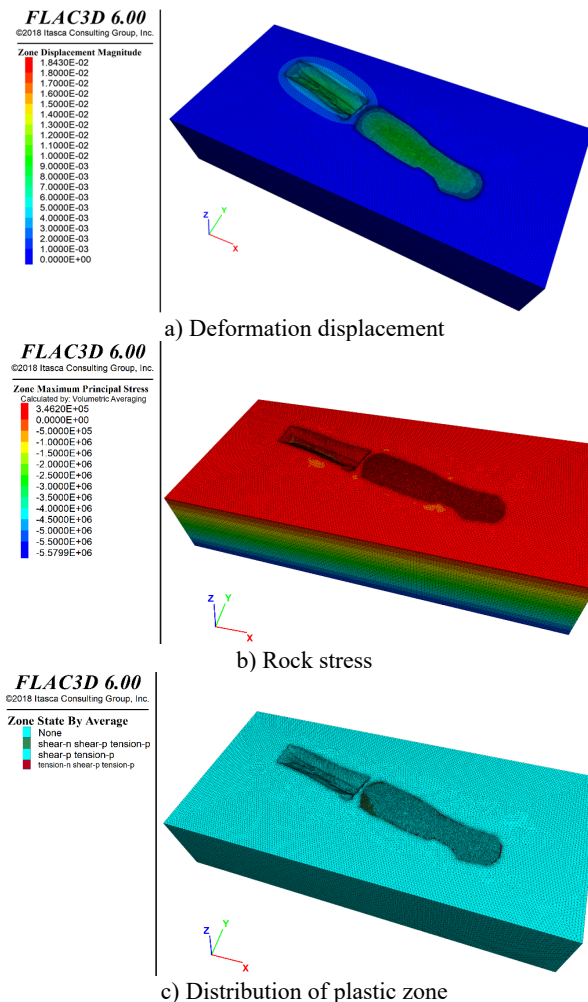 FLAC3D 6.00
©2018 Itasca Consulting Group, Inc.
Zone Displacement Magnitude
1.8430E-02
1.8000E-02
1.7000E-02
1.6000E-02
1.5000E-02
1.4000E-02
1.3000E-02
1.2000E-02
1.1000E-02
1.0000E-02
9.0000E-03
8.0000E-03
7.0000E-03
6.0000E-03
5.0000E-03
4.0000E-03
3.0000E-03
2.0000E-03
1.0000E-03
0.0000E+00
Z
Y
X
a) Deformation displacement
FLAC3D 6.00
©2018 Itasca Consulting Group, Inc.
Zone Maximum Principal Stress
Calculated by: Volumetric Averaging
3.4620E+05
0.0000E+00
-5.0000E+05
-1.0000E+06
-1.5000E+06
-2.0000E+06
-2.5000E+06
-3.0000E+06
-3.5000E+06
-4.0000E+06
-4.5000E+06
-5.0000E+06
-5.5000E+06
-5.5799E+06
Z
Y
X
b) Rock stress
FLAC3D 6.00
©2018 Itasca Consulting Group, Inc.
Zone State By Average
None
shear-n shear-p tension-p
shear-p tension-p
tension-n shear-p tension-p
Z
Y
X
c) Distribution of plastic zone